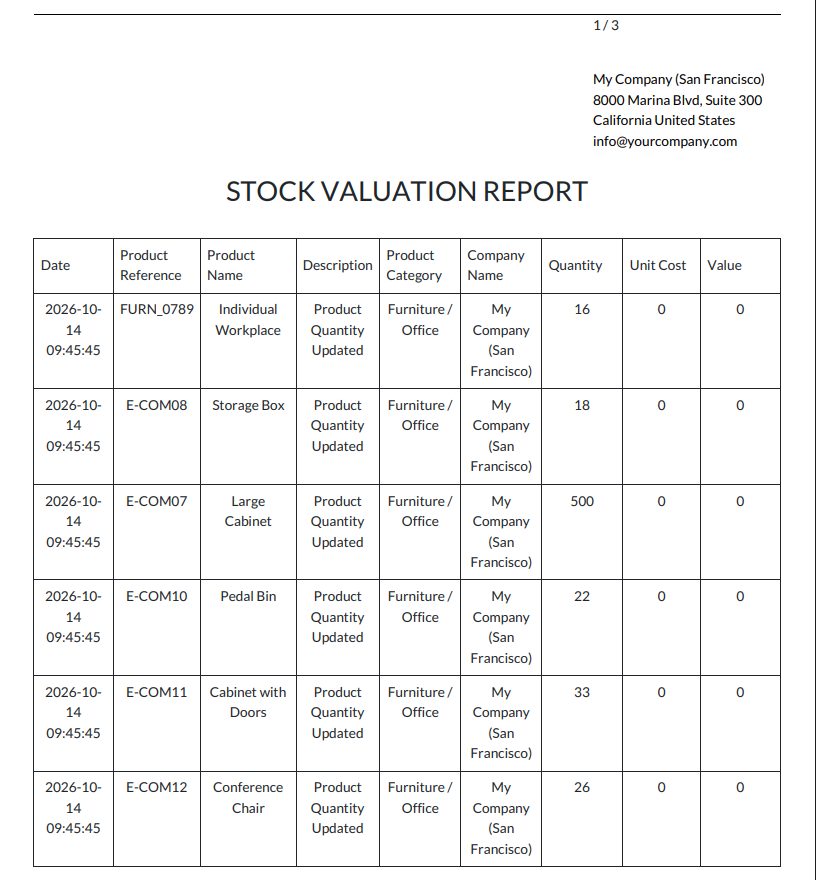 1 / 3
My Company (San Francisco)
8000 Marina Blvd, Suite 300
California United States
info@yourcompany.com
STOCK VALUATION REPORT
Date Product Reference Product Name Description Product Category Company Name Quantity Unit Cost Value
2026-10-14 09:45:45 FURN_0789 Individual Workplace Product Quantity Updated Furniture / Office My Company (San Francisco) 16 0 0
2026-10-14 09:45:45 E-COM08 Storage Box Product Quantity Updated Furniture / Office My Company (San Francisco) 18 0 0
2026-10-14 09:45:45 E-COM07 Large Cabinet Product Quantity Updated Furniture / Office My Company (San Francisco) 500 0 0
2026-10-14 09:45:45 E-COM10 Pedal Bin Product Quantity Updated Furniture / Office My Company (San Francisco) 22 0 0
2026-10-14 09:45:45 E-COM11 Cabinet with Doors Product Quantity Updated Furniture / Office My Company (San Francisco) 33 0 0
2026-10-14 09:45:45 E-COM12 Conference Chair Product Quantity Updated Furniture / Office My Company (San Francisco) 26 0 0